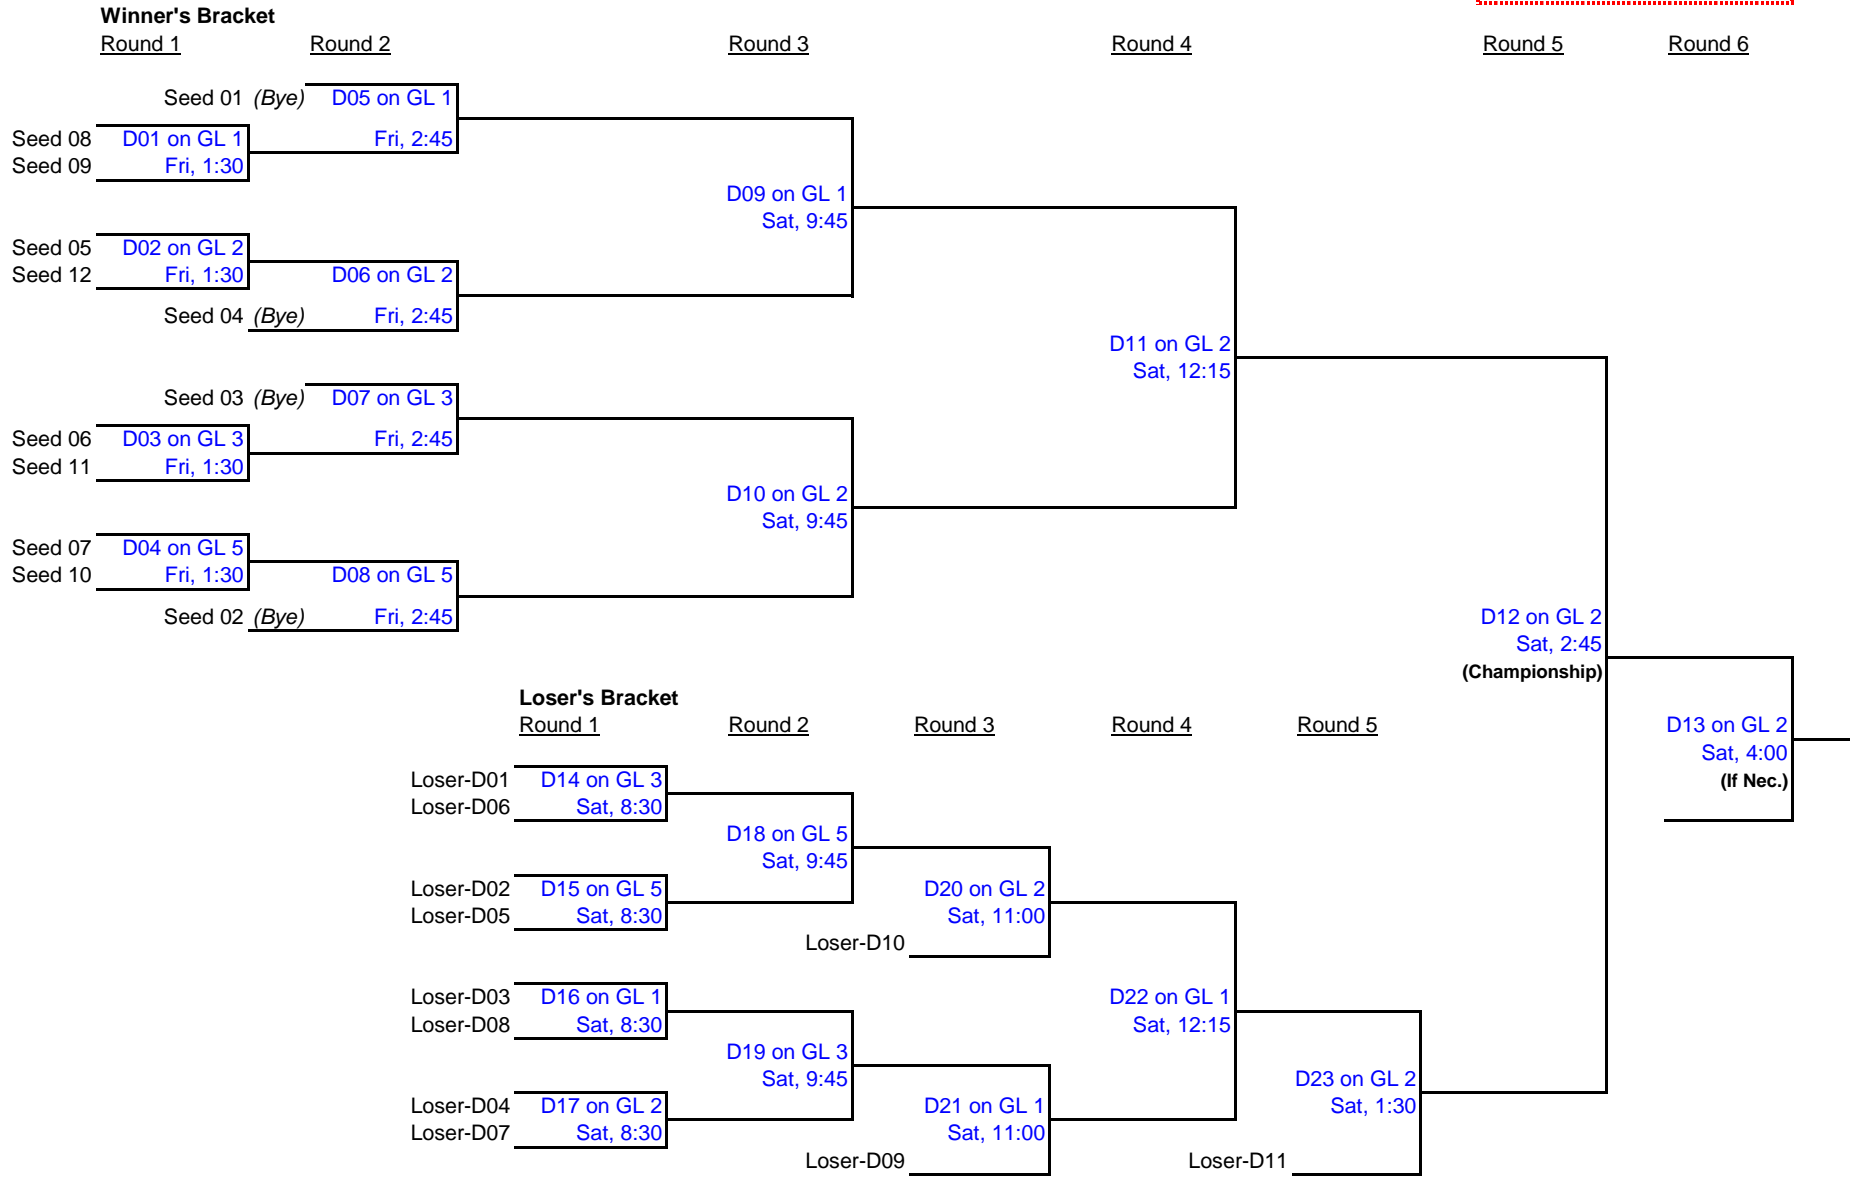 Winner's Bracket
Round 1 Round 2 Round 3 Round 4 Round 5 Round 6
Seed 01 (Bye) D05 on GL 1
Seed 08 D01 on GL 1 Fri, 2:45
Seed 09 Fri, 1:30
D09 on GL 1
Sat, 9:45
Seed 05 D02 on GL 2
Seed 12 Fri, 1:30 D06 on GL 2
Seed 04 (Bye) Fri, 2:45
D11 on GL 2
Sat, 12:15
Seed 03 (Bye) D07 on GL 3
Seed 06 D03 on GL 3 Fri, 2:45
Seed 11 Fri, 1:30
D10 on GL 2
Sat, 9:45
Seed 07 D04 on GL 5
Seed 10 Fri, 1:30 D08 on GL 5
Seed 02 (Bye) Fri, 2:45 D12 on GL 2
Sat, 2:45
(Championship)
Loser's Bracket
Round 1 Round 2 Round 3 Round 4 Round 5 D13 on GL 2
Sat, 4:00
Loser-D01 D14 on GL 3 (If Nec.)
Loser-D06 Sat, 8:30
D18 on GL 5
Sat, 9:45
Loser-D02 D15 on GL 5 D20 on GL 2
Loser-D05 Sat, 8:30 Sat, 11:00
Loser-D10
Loser-D03 D16 on GL 1 D22 on GL 1
Loser-D08 Sat, 8:30 Sat, 12:15
D19 on GL 3
Sat, 9:45 D23 on GL 2
Loser-D04 D17 on GL 2 D21 on GL 1 Sat, 1:30
Loser-D07 Sat, 8:30 Sat, 11:00
Loser-D09 Loser-D11